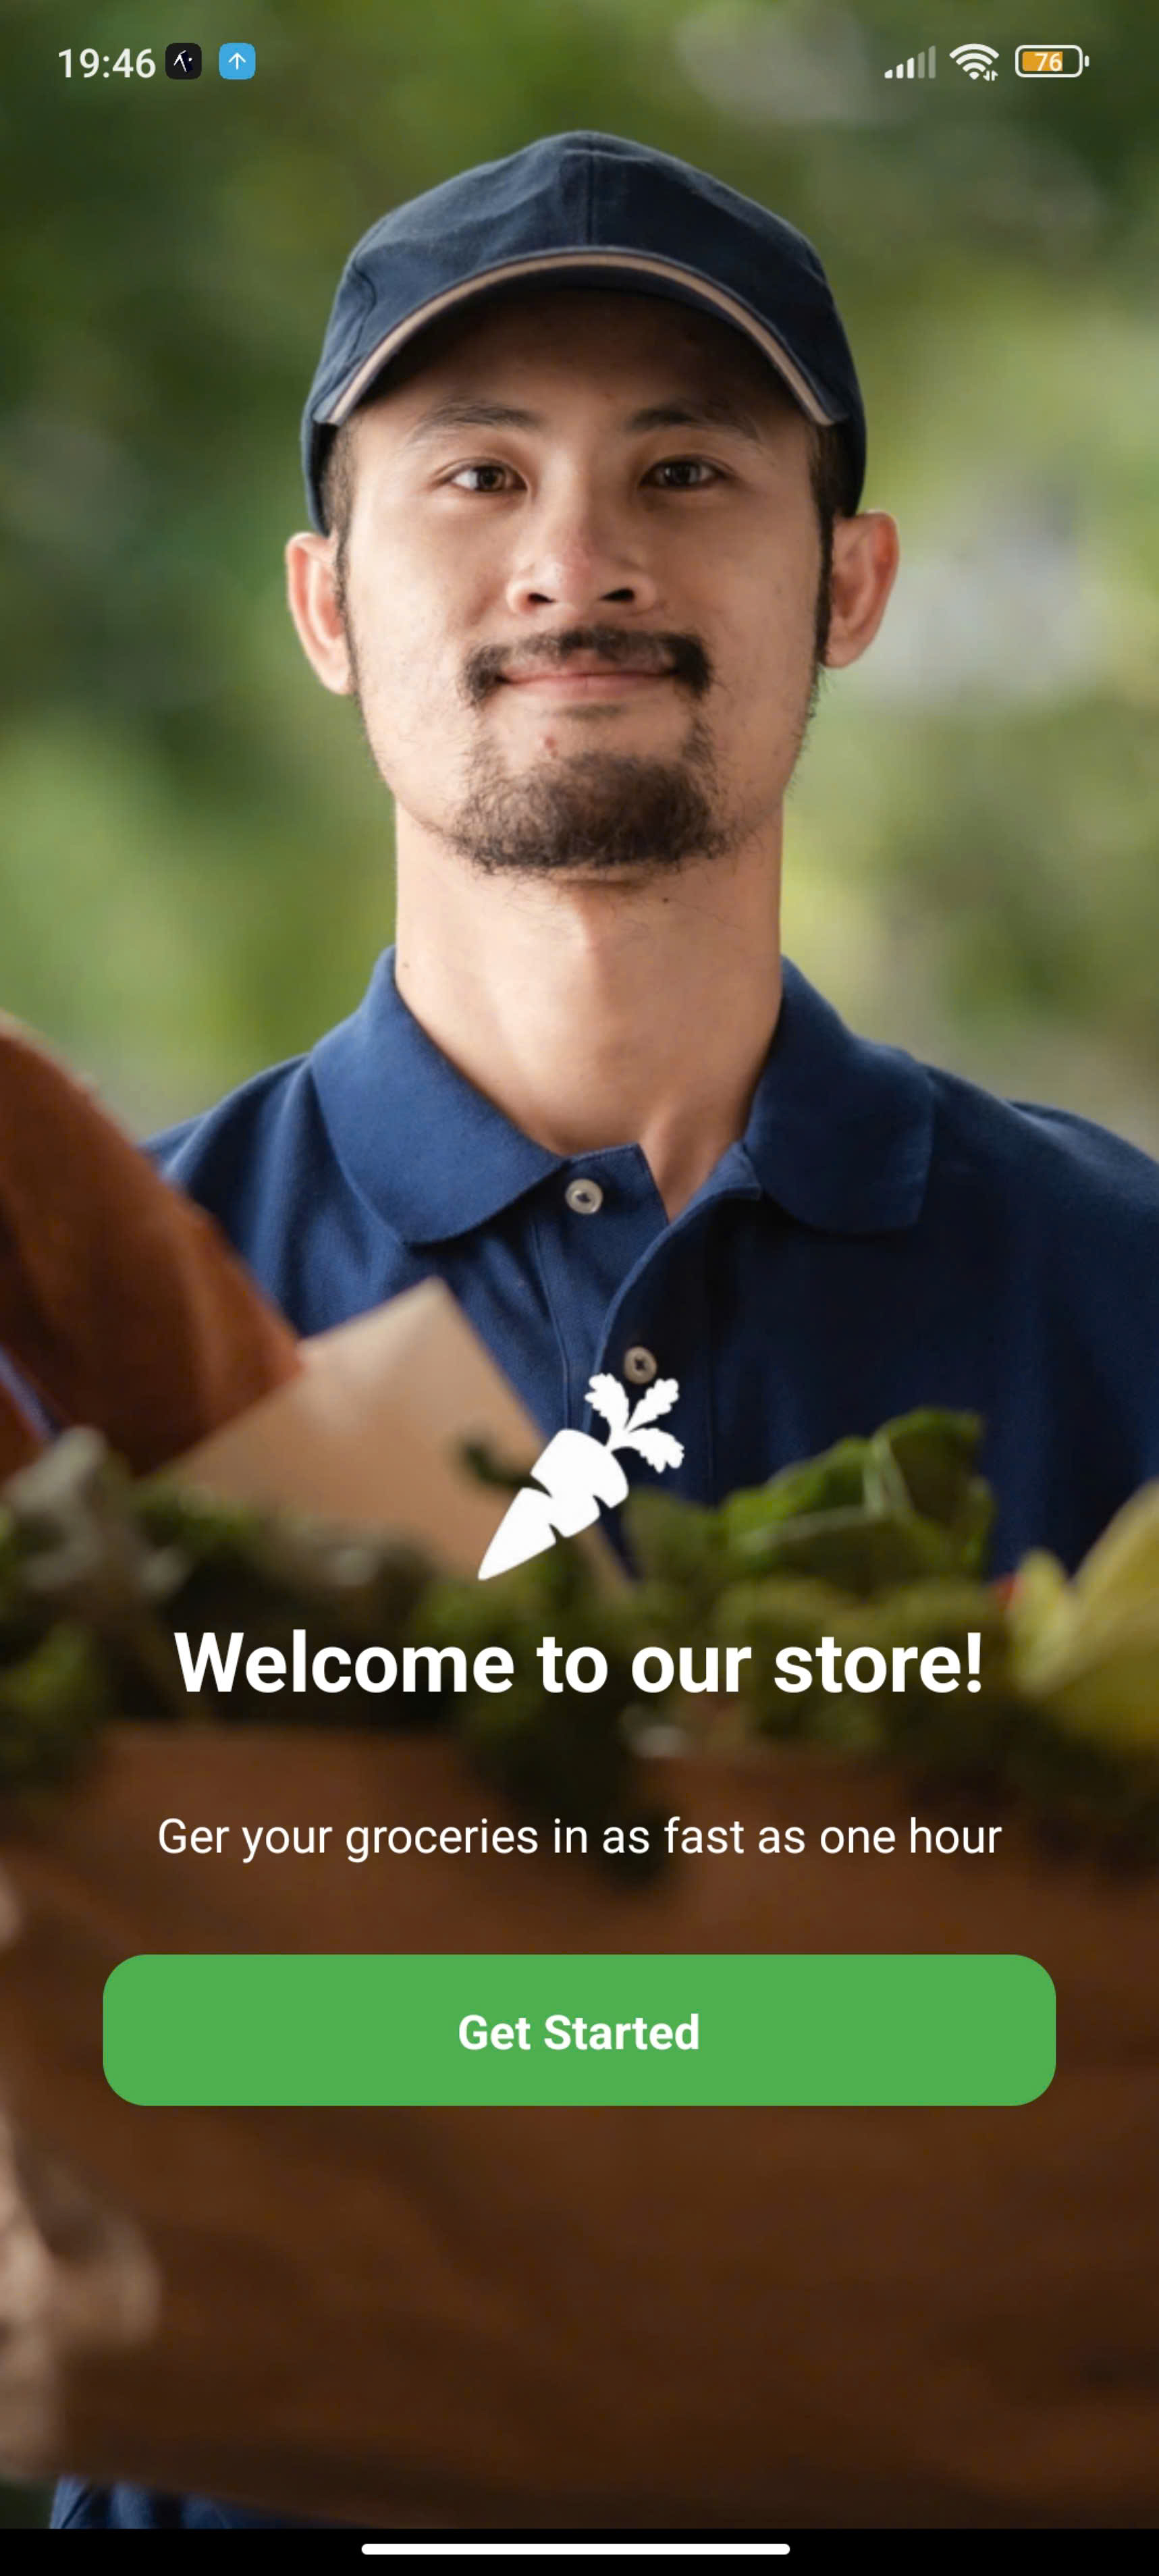 19:46
76
Welcome to our store!
Ger your groceries in as fast as one hour
Get Started